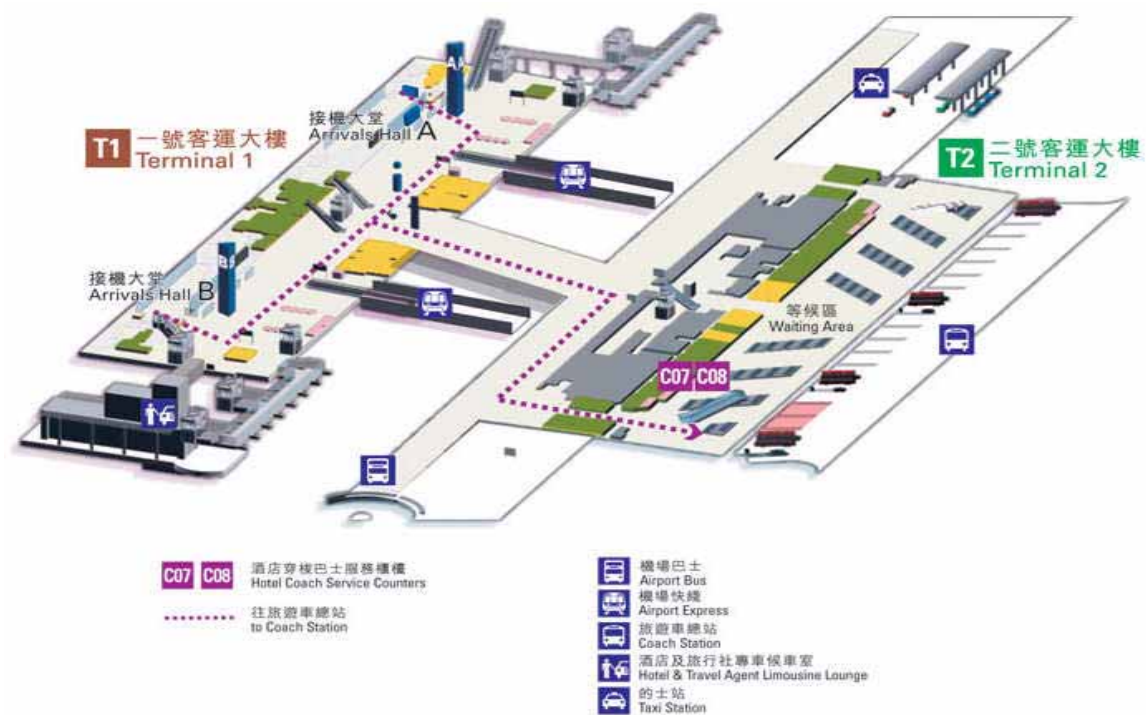 接機大堂
Arrivals Hall A
T1 一號客運大樓
Terminal 1
T2 二號客運大樓
Terminal 2
接機大堂
Arrivals Hall B
等候區
Waiting Area
C07 C08
C07 C08 酒店穿梭巴士服務櫃檯
Hotel Coach Service Counters
往旅遊車總站
to Coach Station
機場巴士
Airport Bus
機場快綫
Airport Express
旅遊車總站
Coach Station
酒店及旅行社專車候車室
Hotel & Travel Agent Limousine Lounge
的士站
Taxi Station